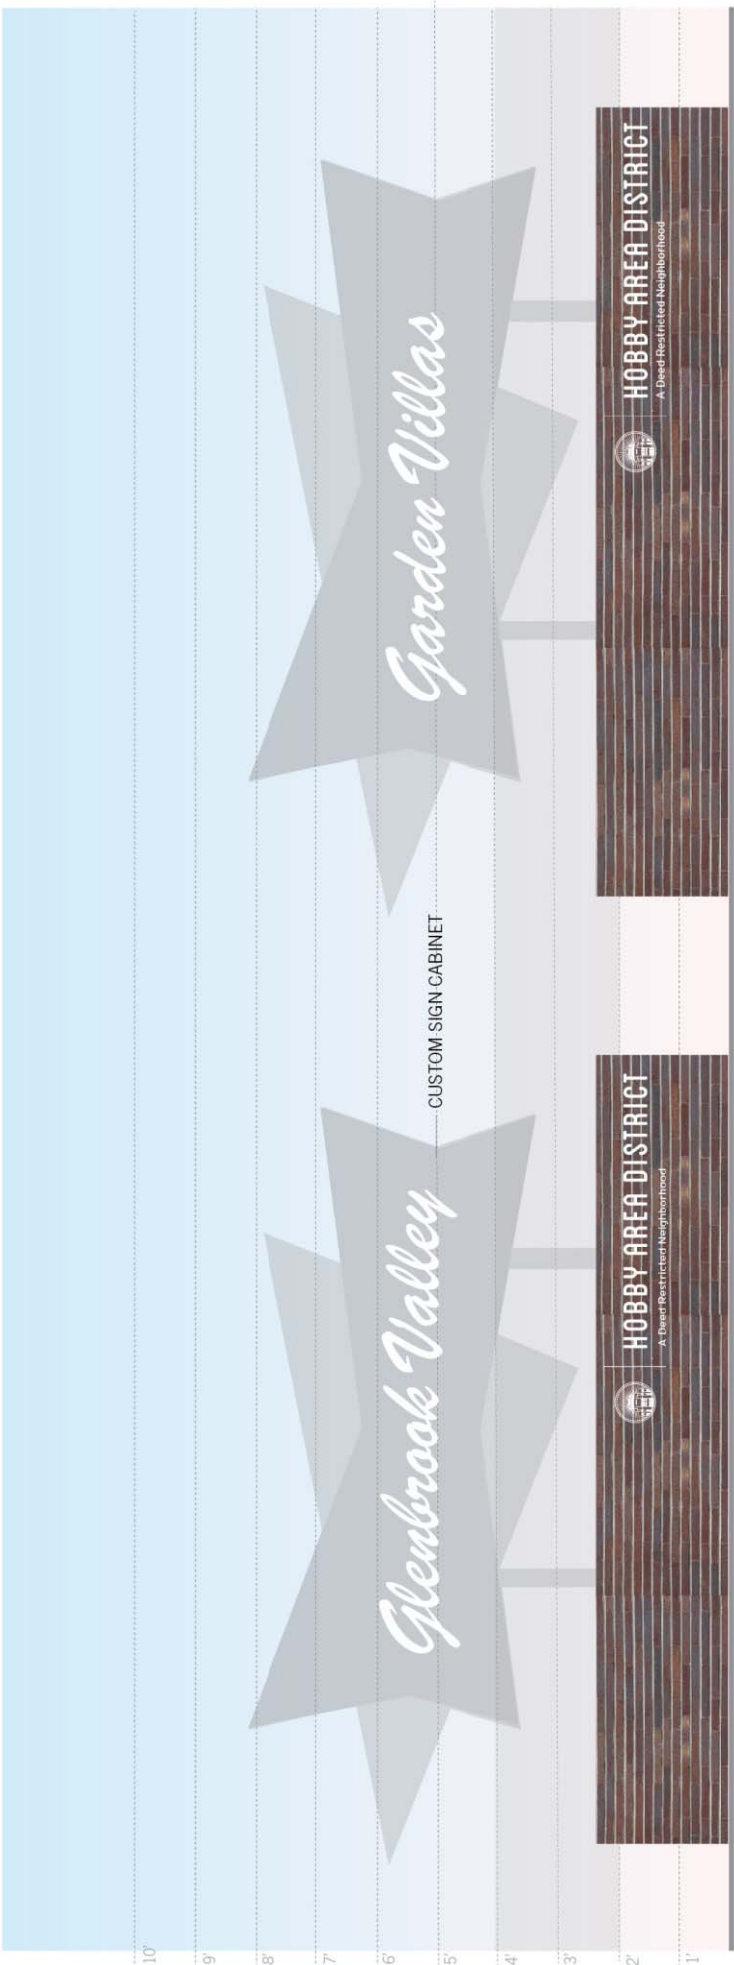 10'
9'
8'
7'
6'
5'
4'
3'
2'
1'
Glenbrook Valley
CUSTOM SIGN CABINET
HOBBY AREA DISTRICT
A Deed Restricted Neighborhood
Garden Villas
HOBBY AREA DISTRICT
A Deed Restricted Neighborhood